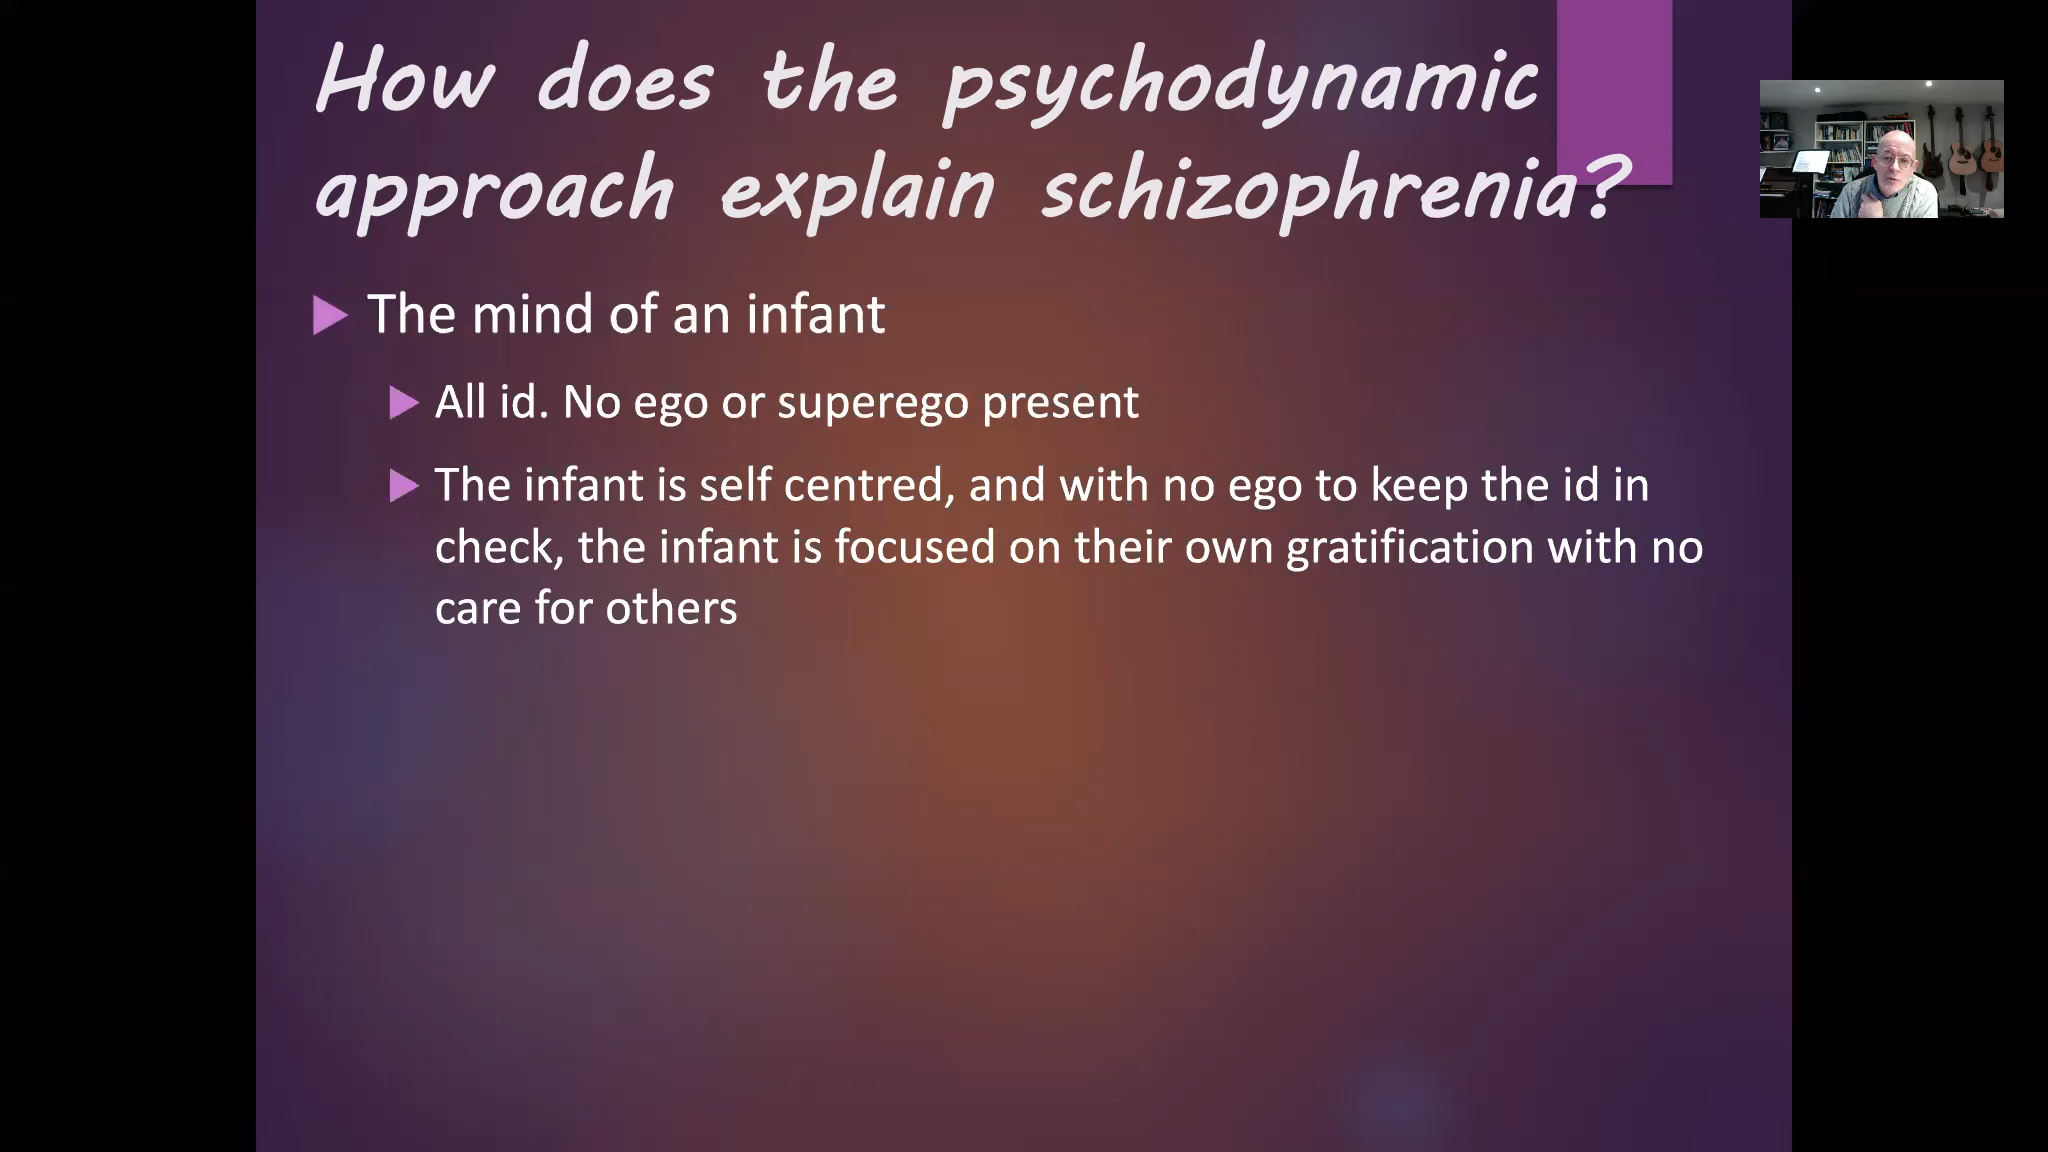 How does the psychodynamic
approach explain schizophrenia?
The mind of an infant
All id. No ego or superego present
The infant is self centred, and with no ego to keep the id in
check, the infant is focused on their own gratification with no
care for others